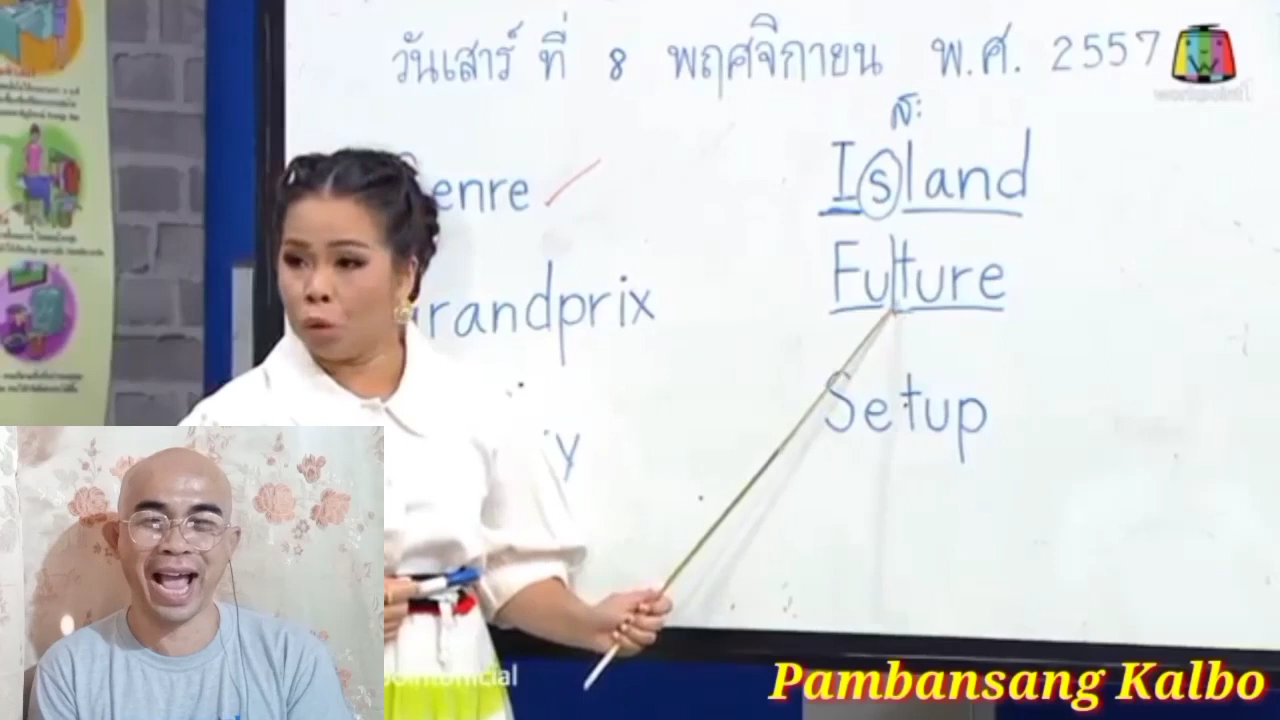 วันเสาร์ ที่ 8 พฤศจิกายน พ.ศ. 2557
workpoint
ส:
enre
Island
Future
randprix
Setup
y
Pambansang Kalbo